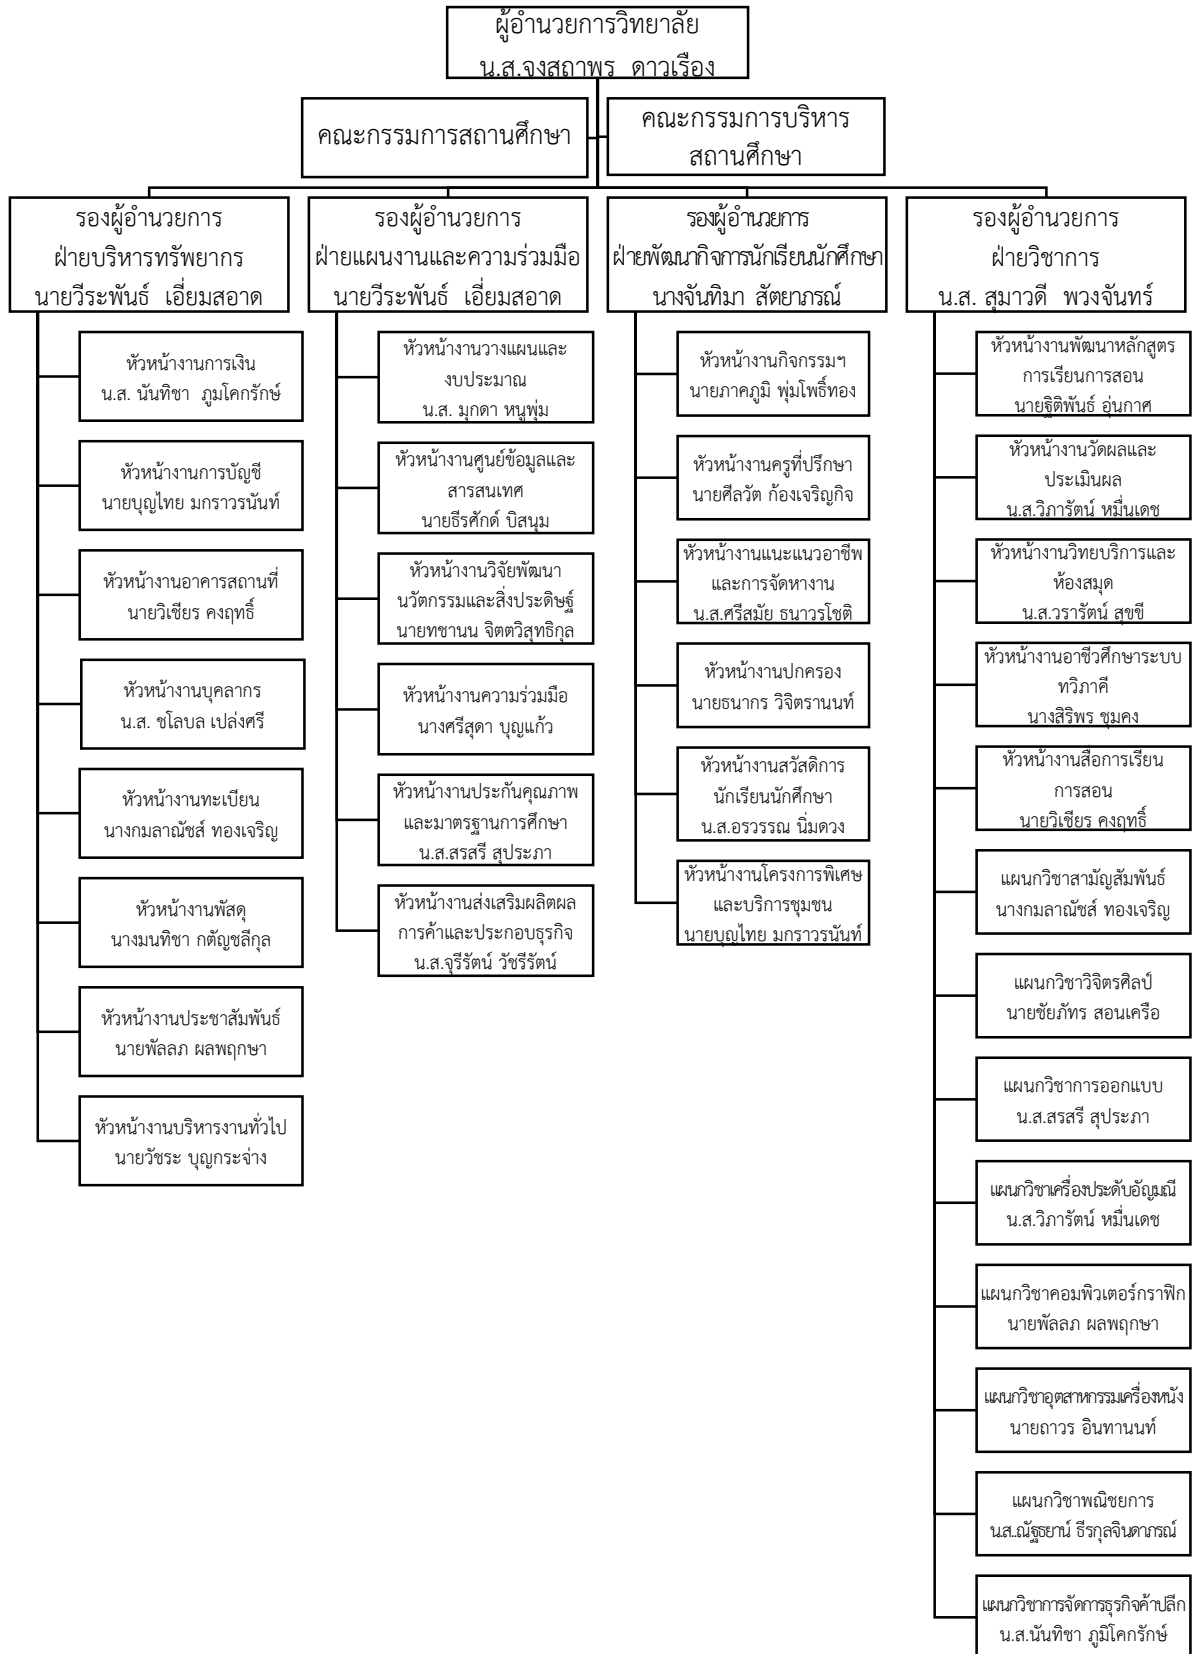 ผู้อำนวยการวิทยาลัย
น.ส.จงสถาพร ดาวเรือง
คณะกรรมการสถานศึกษา
คณะกรรมการบริหาร
สถานศึกษา
รองผู้อำนวยการ
ฝ่ายบริหารทรัพยากร
นายวีระพันธ์ เอี่ยมสอาด
หัวหน้างานการเงิน
น.ส. นันทิชา ภูมโคกรักษ์
หัวหน้างานการบัญชี
นายบุญไทย มกราวรนันท์
หัวหน้างานอาคารสถานที่
นายวิเชียร คงฤทธิ์
หัวหน้างานบุคลากร
น.ส. ชโลบล เปล่งศรี
หัวหน้างานทะเบียน
นางกมลาณัชส์ ทองเจริญ
หัวหน้างานพัสดุ
นางมนทิชา กตัญชลีกุล
หัวหน้างานประชาสัมพันธ์
นายพัลลภ ผลพฤกษา
หัวหน้างานบริหารงานทั่วไป
นายวัชระ บุญกระจ่าง
รองผู้อำนวยการ
ฝ่ายแผนงานและความร่วมมือ
นายวีระพันธ์ เอี่ยมสอาด
หัวหน้างานวางแผนและ
งบประมาณ
น.ส. มุกดา หนูพุ่ม
หัวหน้างานศูนย์ข้อมูลและ
สารสนเทศ
นายธีรศักด์ บิสนุม
หัวหน้างานวิจัยพัฒนา
นวัตกรรมและสิ่งประดิษฐ์
นายทชานน จิตตวิสุทธิกุล
หัวหน้างานความร่วมมือ
นางศรีสุดา บุญแก้ว
หัวหน้างานประกันคุณภาพ
และมาตรฐานการศึกษา
น.ส.สรสรี สุประภา
หัวหน้างานส่งเสริมผลิตผล
การค้าและประกอบธุรกิจ
น.ส.จุรีรัตน์ วัชรีรัตน์
รองผู้อำนวยการ
ฝ่ายพัฒนากิจการนักเรียนนักศึกษา
นางจันทิมา สัตยาภรณ์
หัวหน้างานกิจกรรมฯ
นายภาคภูมิ พุ่มโพธิ์ทอง
หัวหน้างานครูที่ปรึกษา
นายศีลวัต ก้องเจริญกิจ
หัวหน้างานแนะแนวอาชีพ
และการจัดหางาน
น.ส.ศรีสมัย ธนาวรโชติ
หัวหน้างานปกครอง
นายธนากร วิจิตรานนท์
หัวหน้างานสวัสดิการ
นักเรียนนักศึกษา
น.ส.อรวรรณ นิ่มดวง
หัวหน้างานโครงการพิเศษ
และบริการชุมชน
นายบุญไทย มกราวรนันท์
รองผู้อำนวยการ
ฝ่ายวิชาการ
น.ส. สุมาวดี พวงจันทร์
หัวหน้างานพัฒนาหลักสูตร
การเรียนการสอน
นายฐิติพันธ์ อุ่นกาศ
หัวหน้างานวัดผลและ
ประเมินผล
น.ส.วิภารัตน์ หมื่นเดช
หัวหน้างานวิทยบริการและ
ห้องสมุด
น.ส.วรารัตน์ สุขขี
หัวหน้างานอาชีวศึกษาระบบ
ทวิภาคี
นางสิริพร ชุมคง
หัวหน้างานสื่อการเรียน
การสอน
นายวิเชียร คงฤทธิ์
แผนกวิชาสามัญสัมพันธ์
นางกมลาณัชส์ ทองเจริญ
แผนกวิชาวิจิตรศิลป์
นายชัยภัทร สอนเครือ
แผนกวิชาการออกแบบ
น.ส.สรสรี สุประภา
แผนกวิชาเครื่องประดับอัญมณี
น.ส.วิภารัตน์ หมื่นเดช
แผนกวิชาคอมพิวเตอร์กราฟิก
นายพัลลภ ผลพฤกษา
แผนกวิชาอุตสาหกรรมเครื่องหนัง
นายถาวร อินทานนท์
แผนกวิชาพณิชยการ
น.ส.ณัฐธยาน์ ธีรกุลจินดาภรณ์
แผนกวิชาการจัดการธุรกิจค้าปลีก
น.ส.นันทิชา ภูมิโคกรักษ์